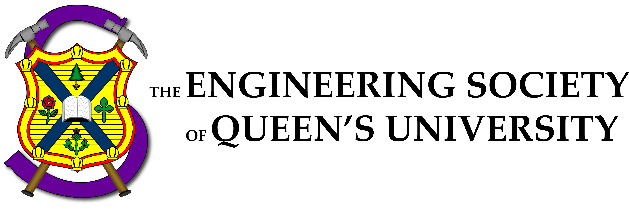 THE ENGINEERING SOCIETY
OF QUEEN'S UNIVERSITY